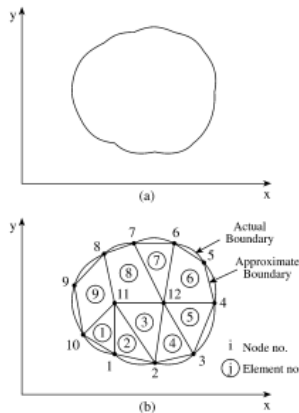 y
x
(a)
y
7
6
Actual
Boundary
8
5
7
Approximate
Boundary
8
6
9
9
11
12
4
1
3
5
i Node no.
10
2
4
j Element no
1
3
2
x
(b)